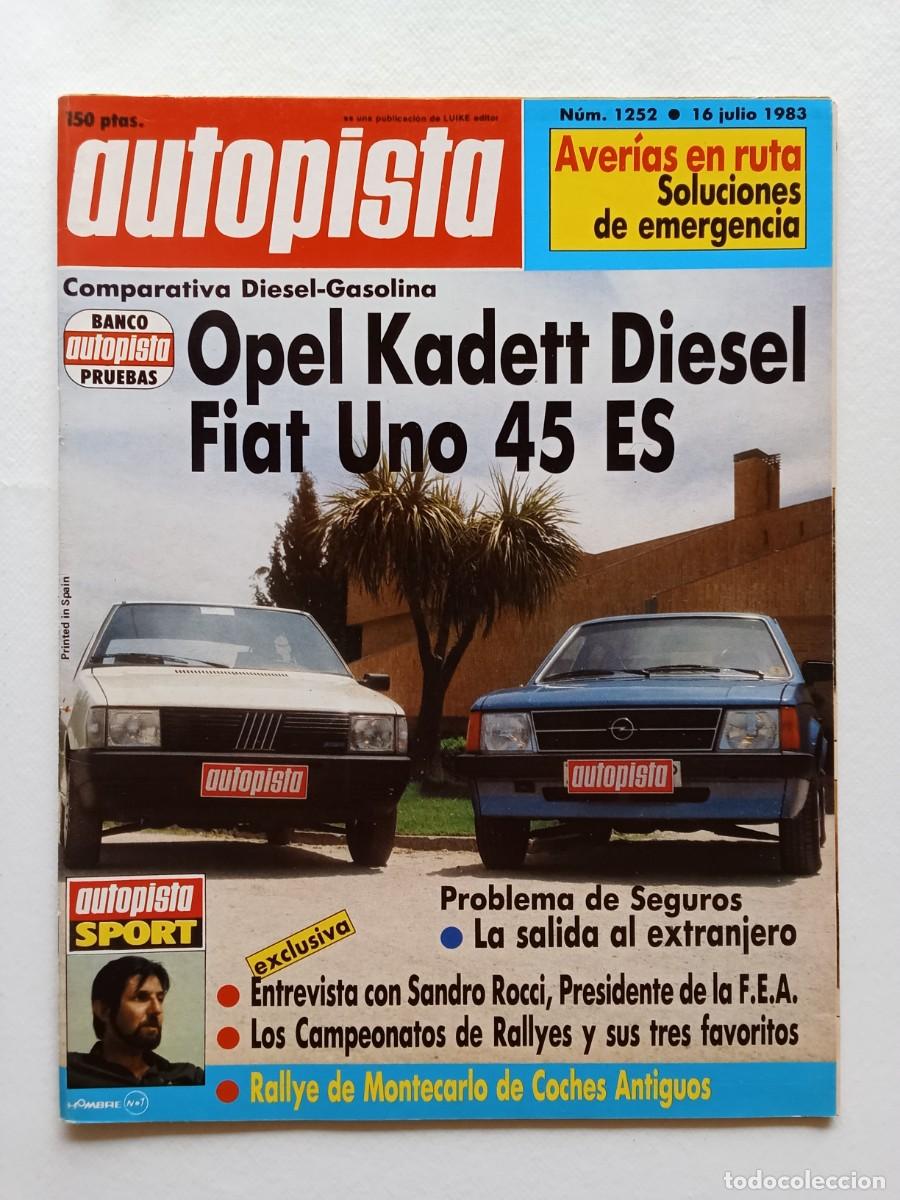 150 ptas.
es una publicación de LUIKE editor
autopista
Núm. 1252 ● 16 julio 1983
Averías en ruta
Soluciones
de emergencia
Comparativa Diesel-Gasolina
BANCO
autopista
PRUEBAS
Opel Kadett Diesel
Fiat Uno 45 ES
Printed in Spain
autopista
autopista
autopista
SPORT
Problema de Seguros
● La salida al extranjero
exclusiva
● Entrevista con Sandro Rocci, Presidente de la F.E.A.
● Los Campeonatos de Rallyes y sus tres favoritos
● Rallye de Montecarlo de Coches Antiguos
HOMBRE Nº1
todocoleccion